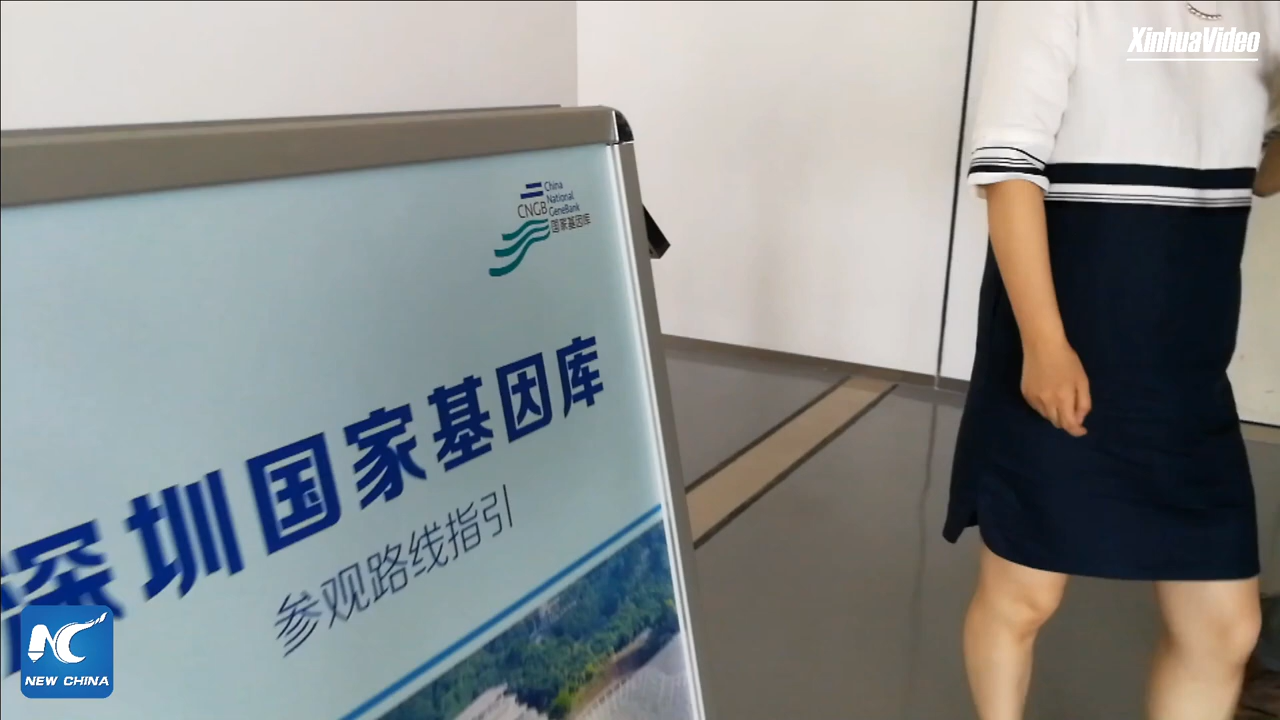 XinhuaVideo
China
National
CNGB GeneBank
国家基因库
深圳国家基因库
参观路线指引
NEW CHINA